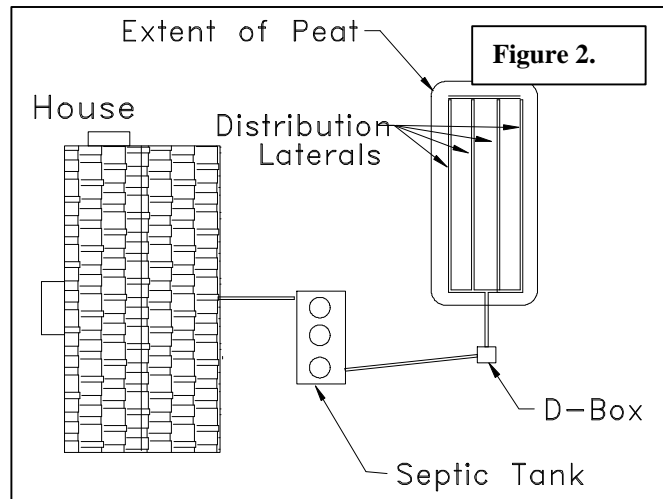 Extent of Peat
Figure 2.
House
Distribution
Laterals
D-Box
Septic Tank